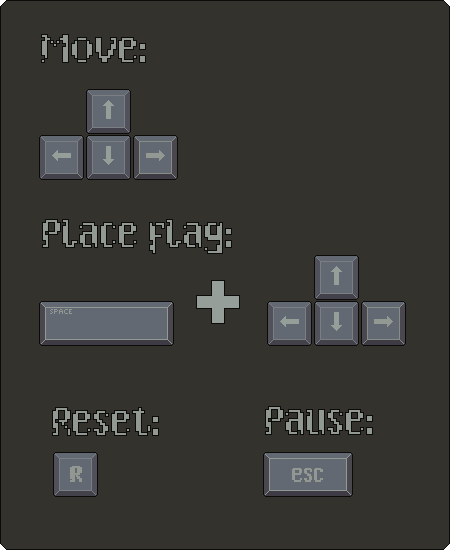 Move:
↑
← ↓ →
Place flag:
SPACE + ↑
← ↓ →
Reset: Pause:
R esc